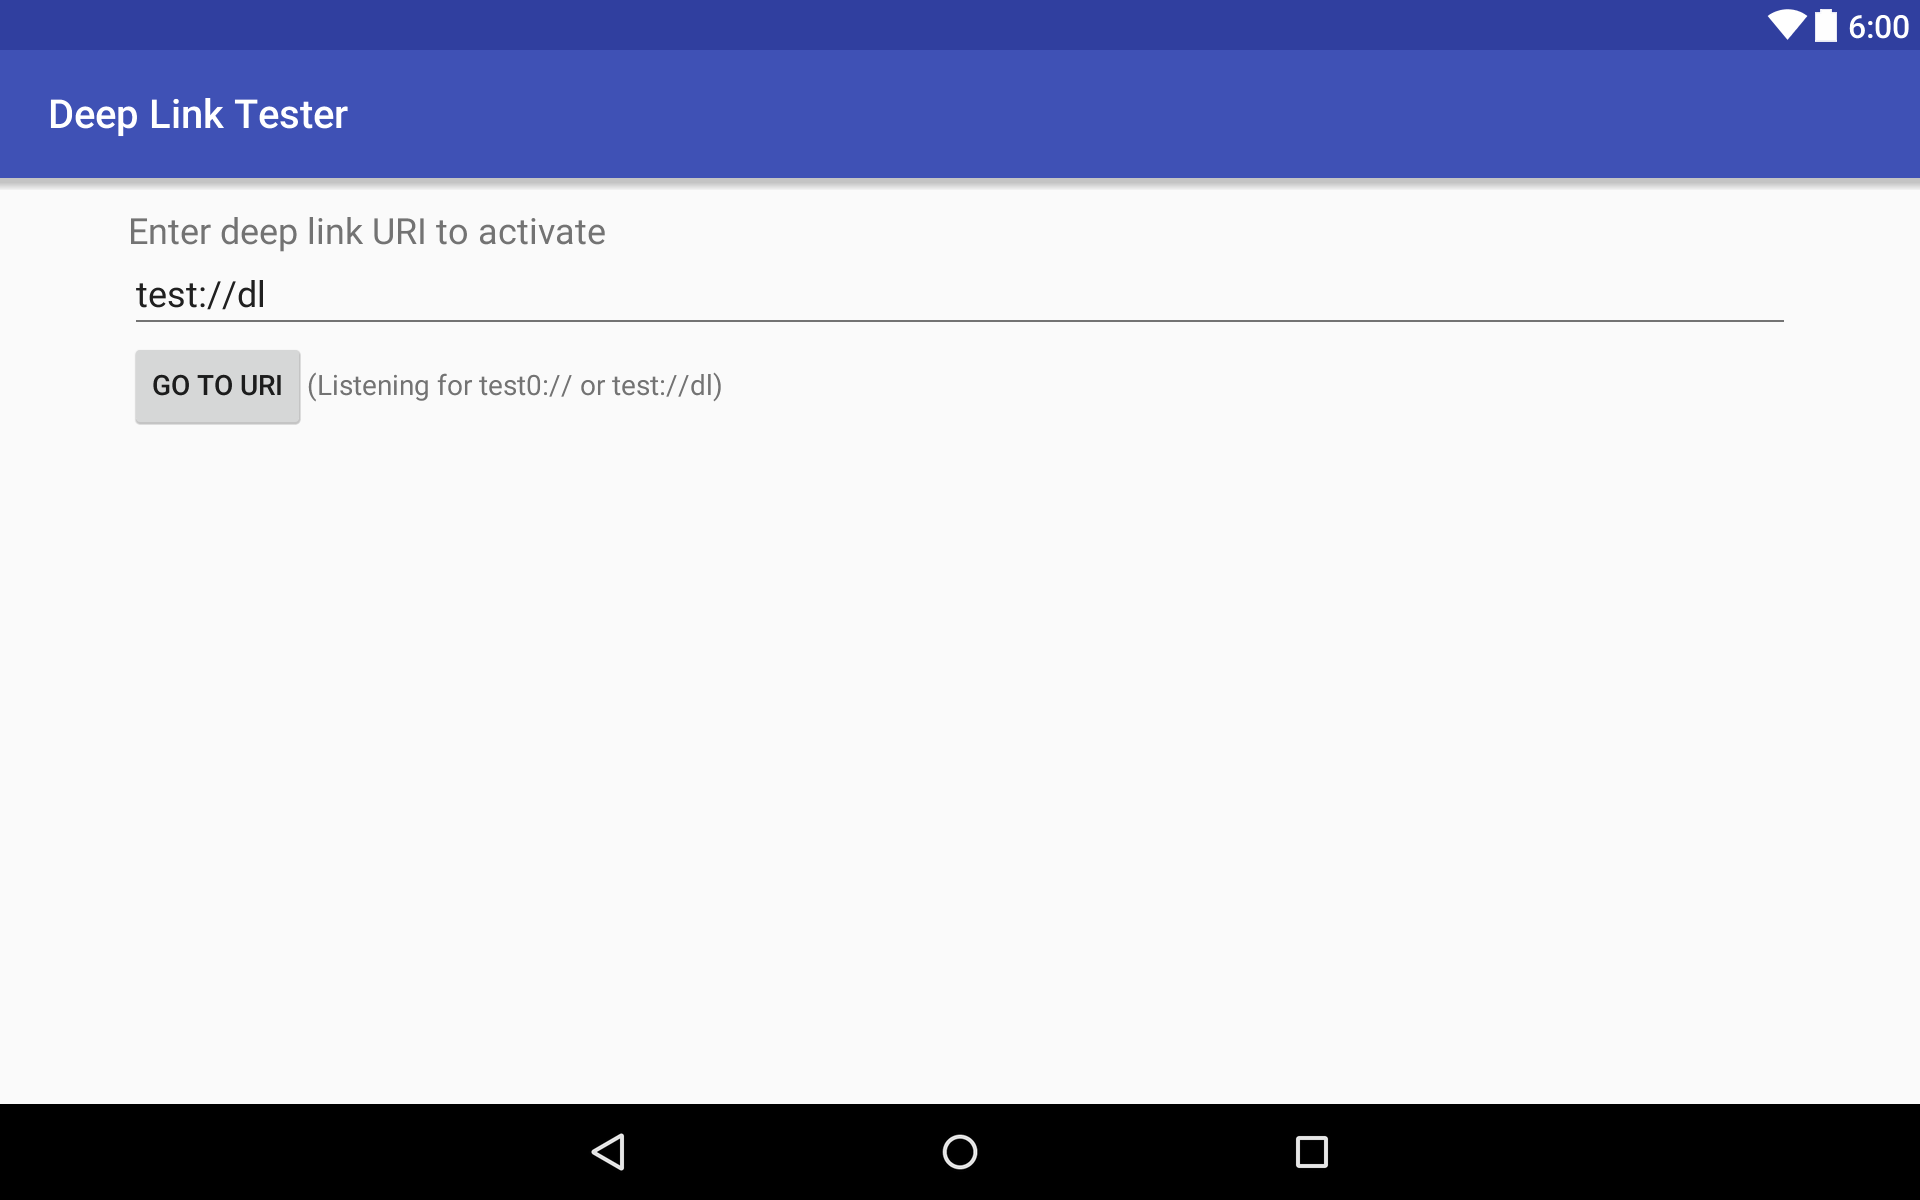 6:00
Deep Link Tester
Enter deep link URI to activate
test://dl
GO TO URI (Listening for test0:// or test://dl)